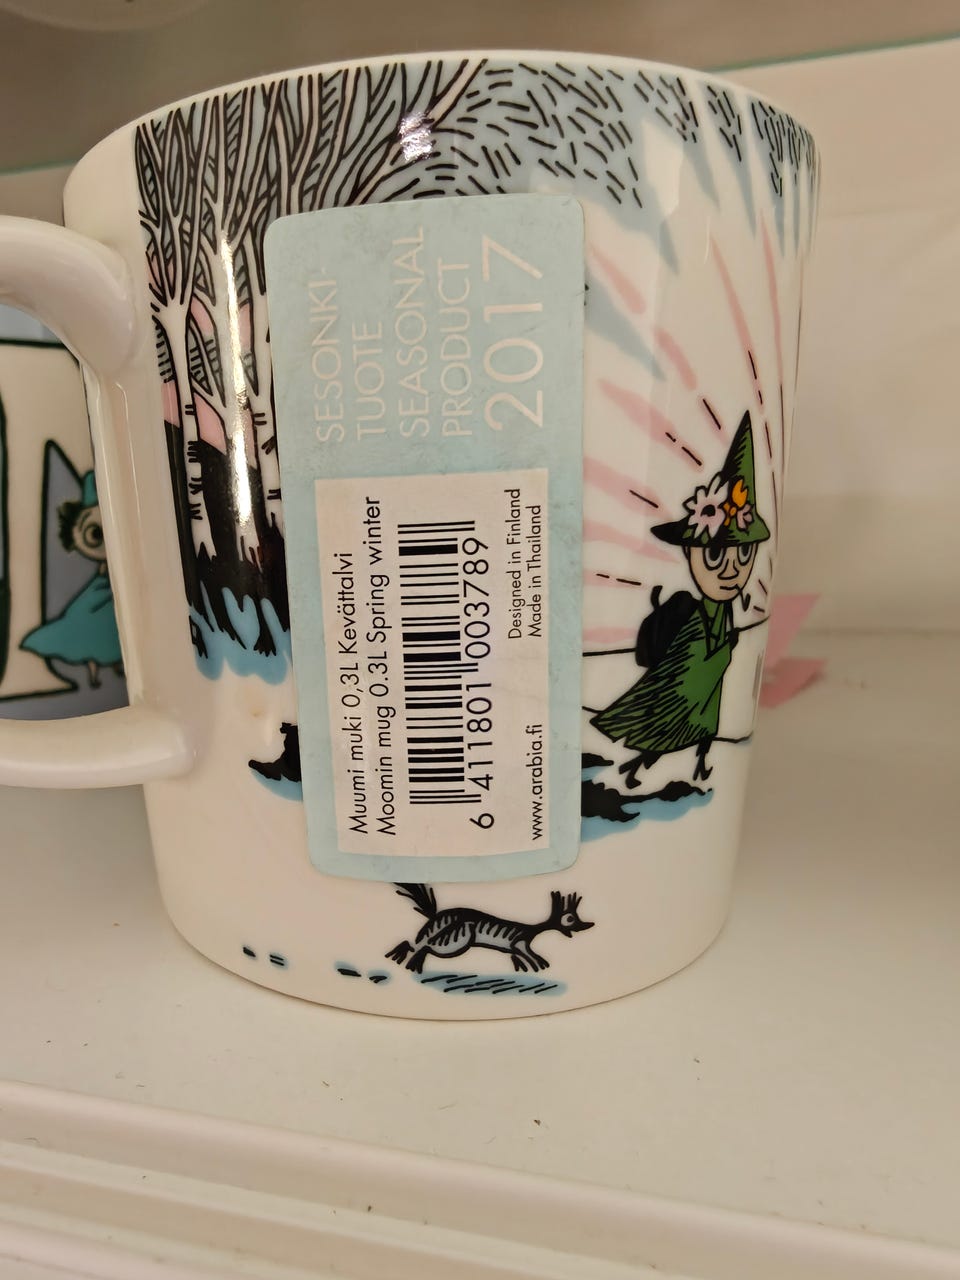 SESONKI-
TUOTE
SEASONAL
PRODUCT
2017
Muumi muki 0,3L Kevättalvi
Moomin mug 0.3L Spring winter
6 411801 003789
Designed in Finland
Made in Thailand
www.arabia.fi